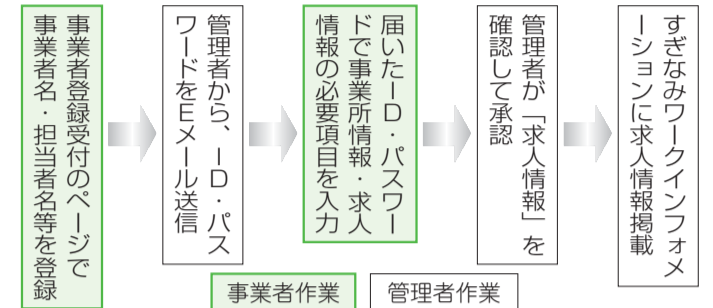 事業者登録受付のページで
事業者名・担当者名等を登録
管理者から、ＩＤ・パス
ワードをＥメール送信
届いたＩＤ・パスワー
ドで事業所情報・求人
情報の必要項目を入力
管理者が「求人情報」を
確認して承認
すぎなみワークインフォメ
ーションに求人情報掲載
事業者作業
管理者作業